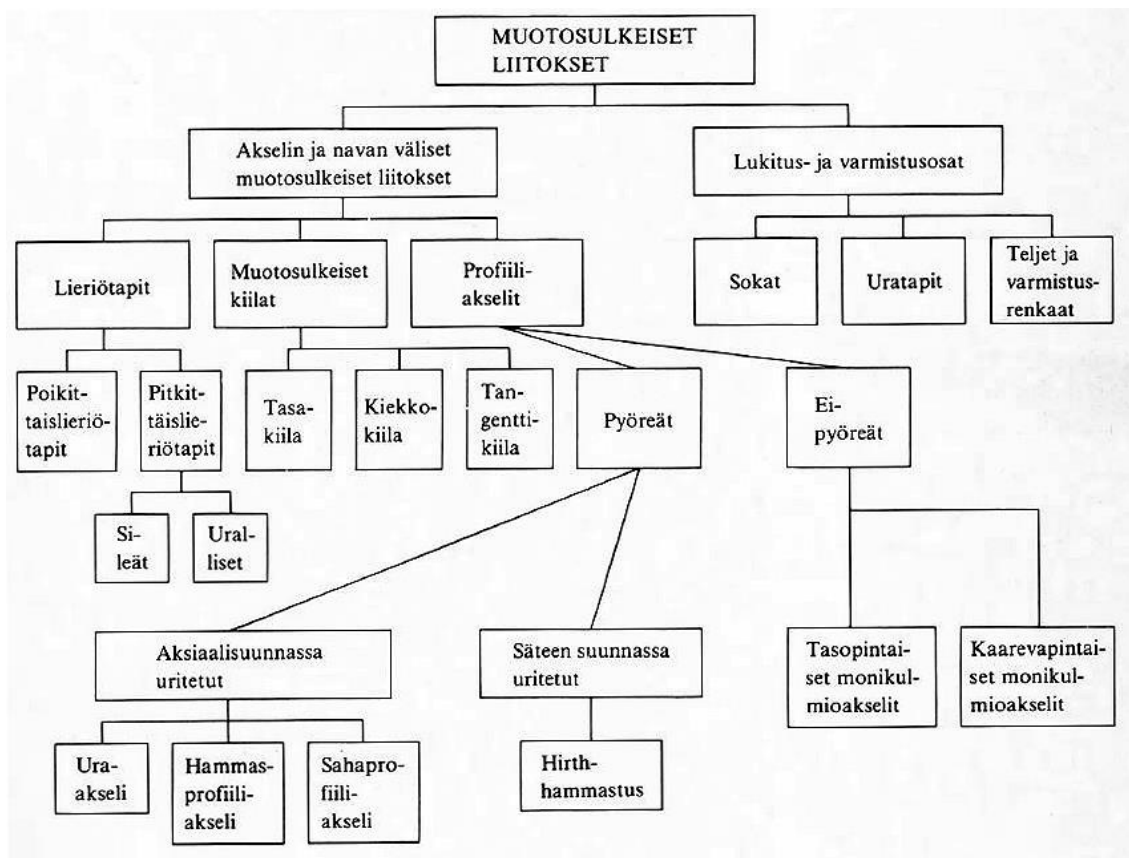 MUOTOSULKEISET
LIITOKSET
Akselin ja navan väliset
muotosulkeiset liitokset
Lukitus- ja varmistusosat
Lieriötapit
Muotosulkeiset
kiilat
Profiili-
akselit
Sokat
Uratapit
Teljet ja
varmistus-
renkaat
Poikit-
taislieriö-
tapit
Pitkit-
täislie-
riötapit
Tasa-
kiila
Kiekko-
kiila
Tan-
gentti-
kiila
Pyöreät
Ei-
pyöreät
Si-
leät
Ural-
liset
Aksiaalisuunnassa
uritetut
Säteen suunnassa
uritetut
Tasopintai-
set monikul-
mioakselit
Kaarevapintai-
set monikul-
mioakselit
Ura-
akseli
Hammas-
profiili-
akseli
Sahapro-
fiili-
akseli
Hirth-
hammastus